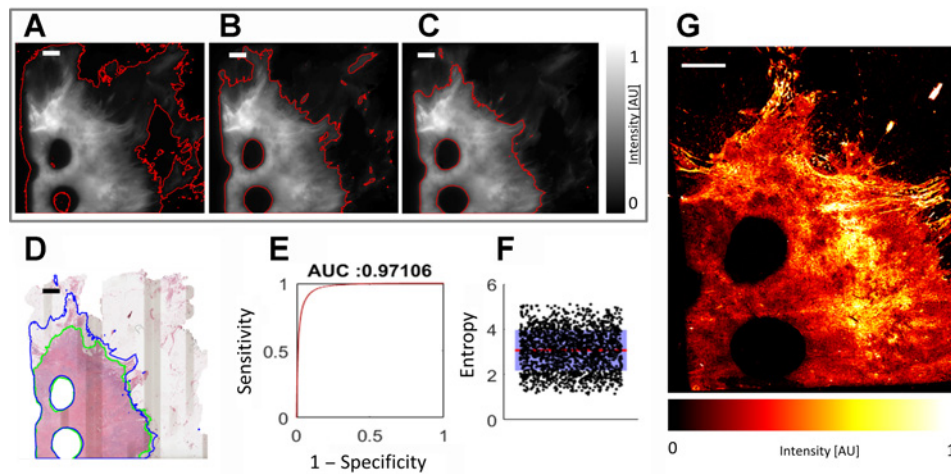 A
B
C
1
Intensity [AU]
0
G
D
E
F
AUC :0.97106
Sensitivity
1
0.5
0
0
0.5
1
1 – Specificity
Entropy
6
4
2
0
0
Intensity [AU]
1